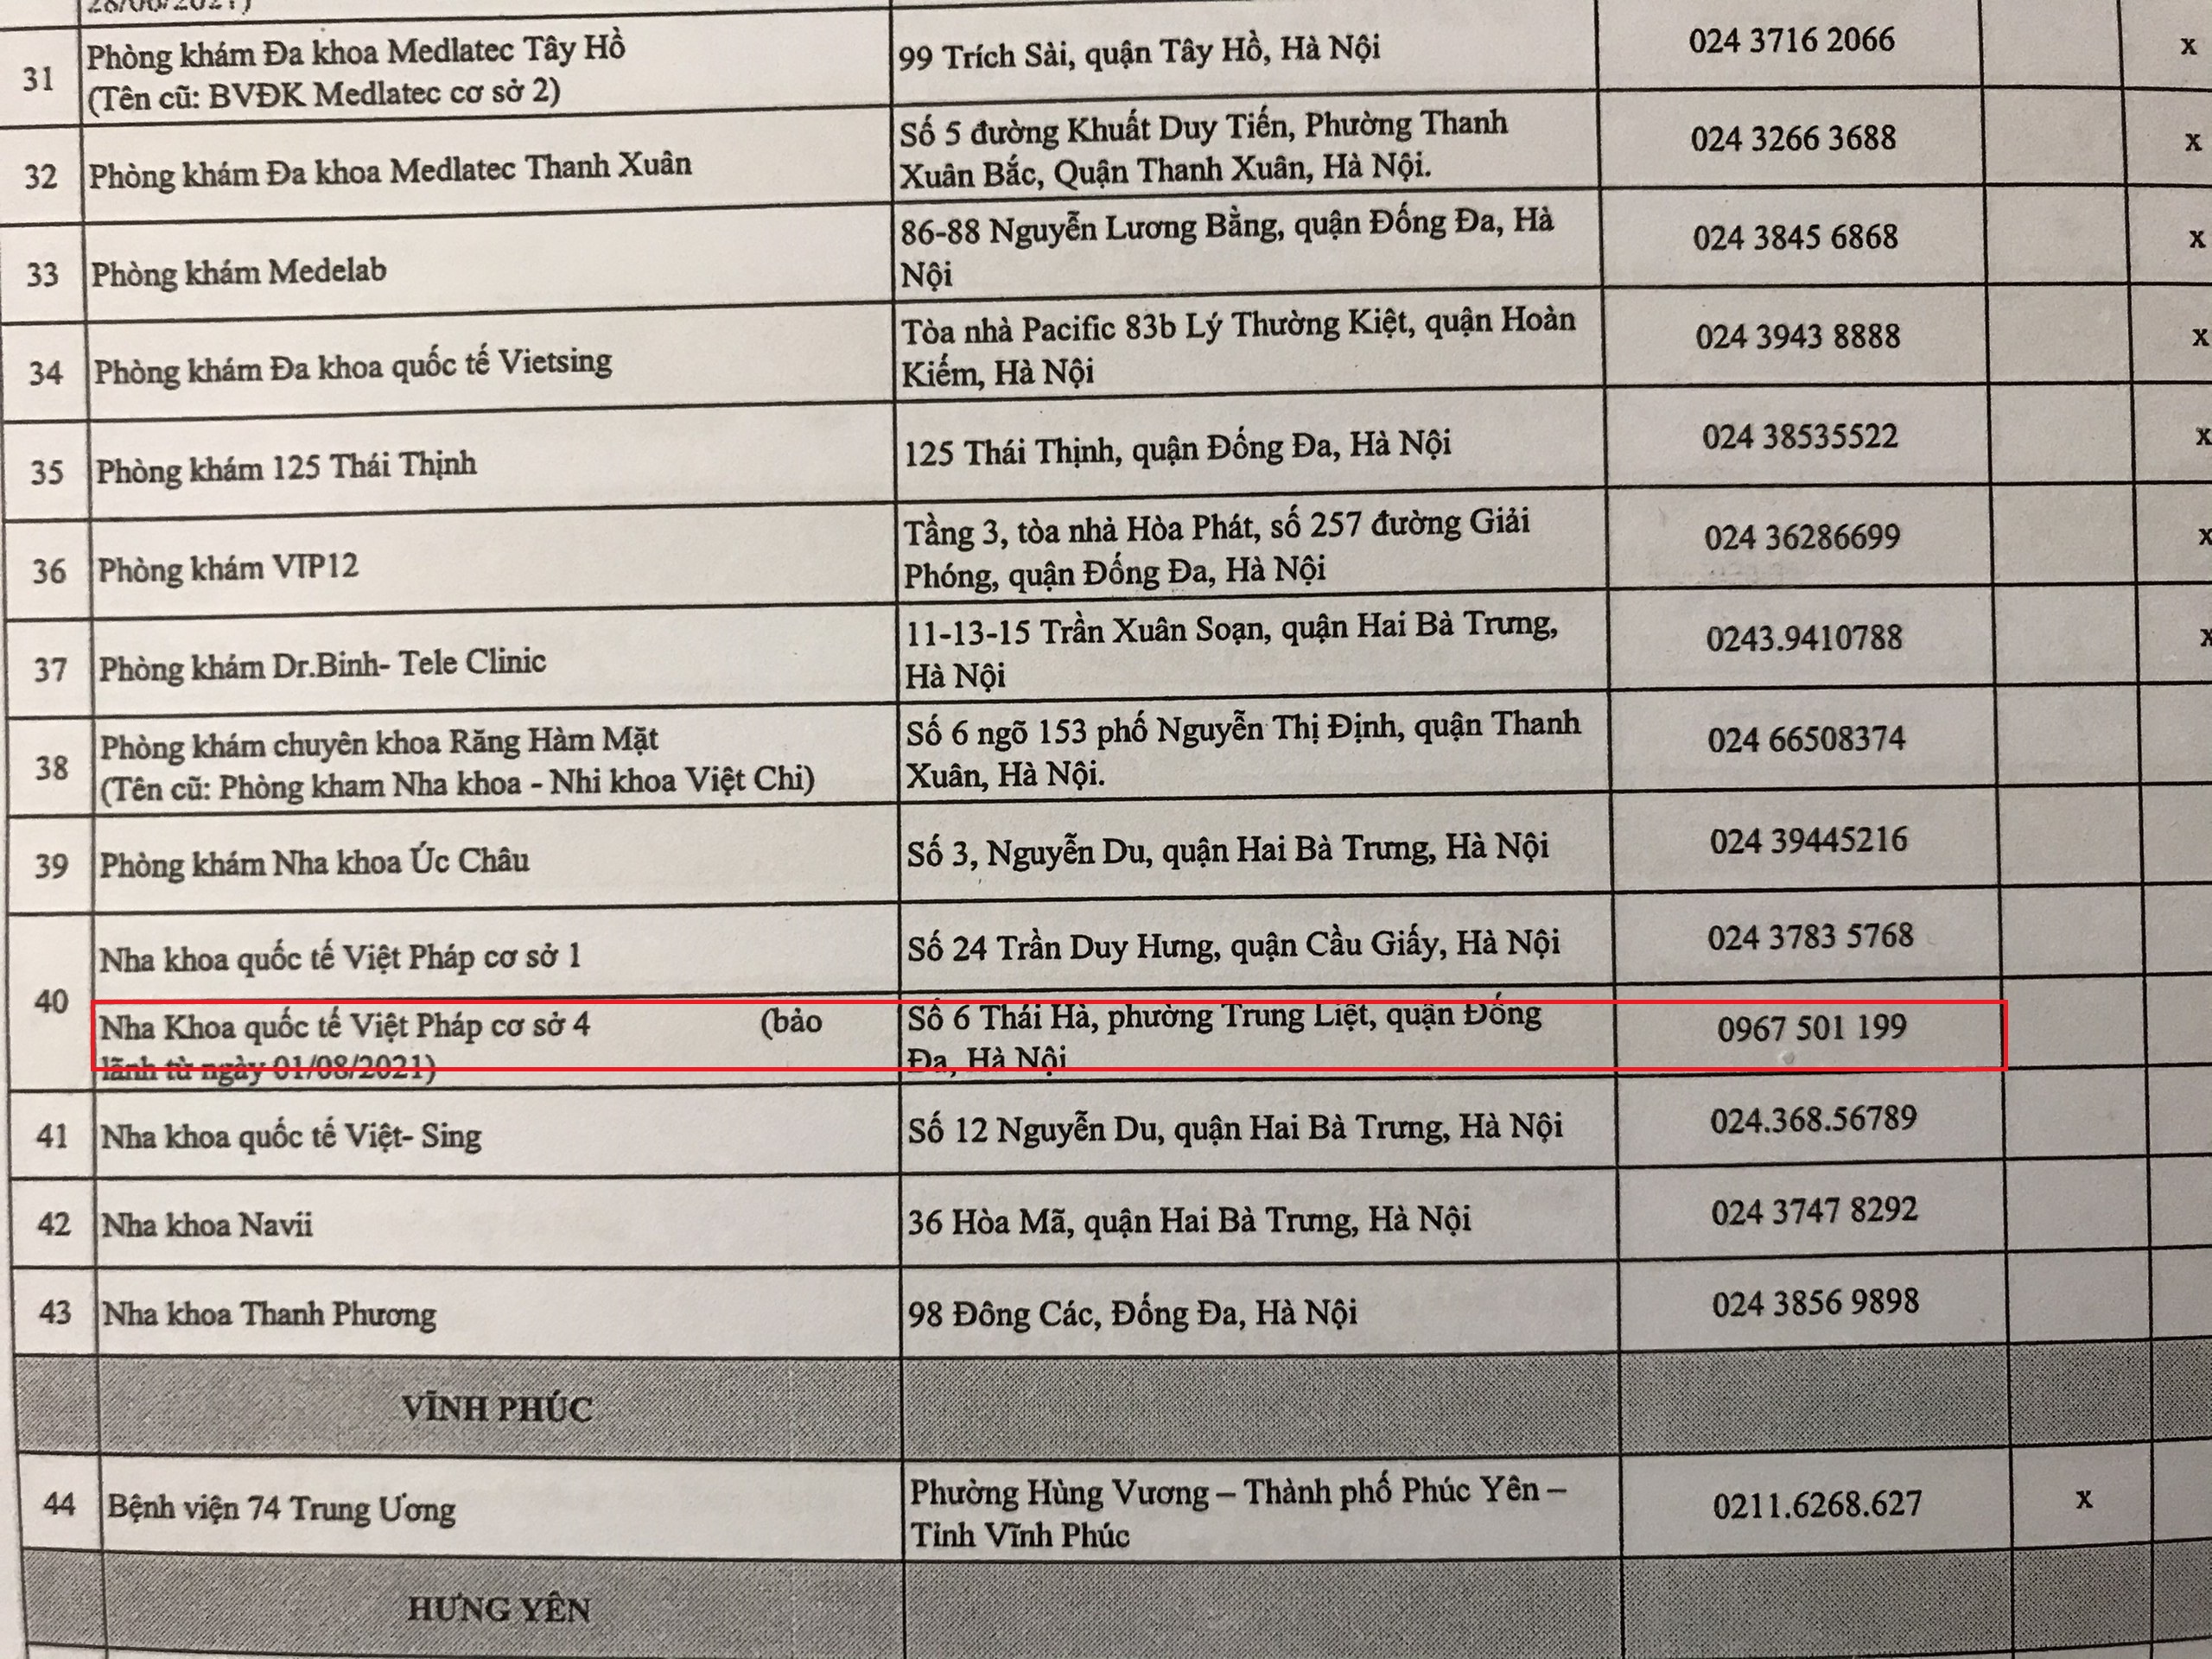 28/06/2021)
31
Phòng khám Đa khoa Medlatec Tây Hồ
(Tên cũ: BVĐK Medlatec cơ sở 2)
99 Trích Sài, quận Tây Hồ, Hà Nội
024 3716 2066
x
32
Phòng khám Đa khoa Medlatec Thanh Xuân
Số 5 đường Khuất Duy Tiến, Phường Thanh
Xuân Bắc, Quận Thanh Xuân, Hà Nội.
024 3266 3688
x
33
Phòng khám Medelab
86-88 Nguyễn Lương Bằng, quận Đống Đa, Hà
Nội
024 3845 6868
x
34
Phòng khám Đa khoa quốc tế Vietsing
Tòa nhà Pacific 83b Lý Thường Kiệt, quận Hoàn
Kiếm, Hà Nội
024 3943 8888
x
35
Phòng khám 125 Thái Thịnh
125 Thái Thịnh, quận Đống Đa, Hà Nội
024 38535522
x
36
Phòng khám VIP12
Tầng 3, tòa nhà Hòa Phát, số 257 đường Giải
Phóng, quận Đống Đa, Hà Nội
024 36286699
x
37
Phòng khám Dr.Binh- Tele Clinic
11-13-15 Trần Xuân Soạn, quận Hai Bà Trưng,
Hà Nội
0243.9410788
x
38
Phòng khám chuyên khoa Răng Hàm Mặt
(Tên cũ: Phòng kham Nha khoa - Nhi khoa Việt Chi)
Số 6 ngõ 153 phố Nguyễn Thị Định, quận Thanh
Xuân, Hà Nội.
024 66508374
39
Phòng khám Nha khoa Úc Châu
Số 3, Nguyễn Du, quận Hai Bà Trưng, Hà Nội
024 39445216
40
Nha khoa quốc tế Việt Pháp cơ sở 1
Số 24 Trần Duy Hưng, quận Cầu Giấy, Hà Nội
024 3783 5768
Nha Khoa quốc tế Việt Pháp cơ sở 4 (bảo
lãnh từ ngày 01/08/2021)
Số 6 Thái Hà, phường Trung Liệt, quận Đống
Đa, Hà Nội
0967 501 199
41
Nha khoa quốc tế Việt- Sing
Số 12 Nguyễn Du, quận Hai Bà Trưng, Hà Nội
024.368.56789
42
Nha khoa Navii
36 Hòa Mã, quận Hai Bà Trưng, Hà Nội
024 3747 8292
43
Nha khoa Thanh Phương
98 Đông Các, Đống Đa, Hà Nội
024 3856 9898
VĨNH PHÚC
44
Bệnh viện 74 Trung Ương
Phường Hùng Vương – Thành phố Phúc Yên –
Tỉnh Vĩnh Phúc
0211.6268.627
x
HƯNG YÊN